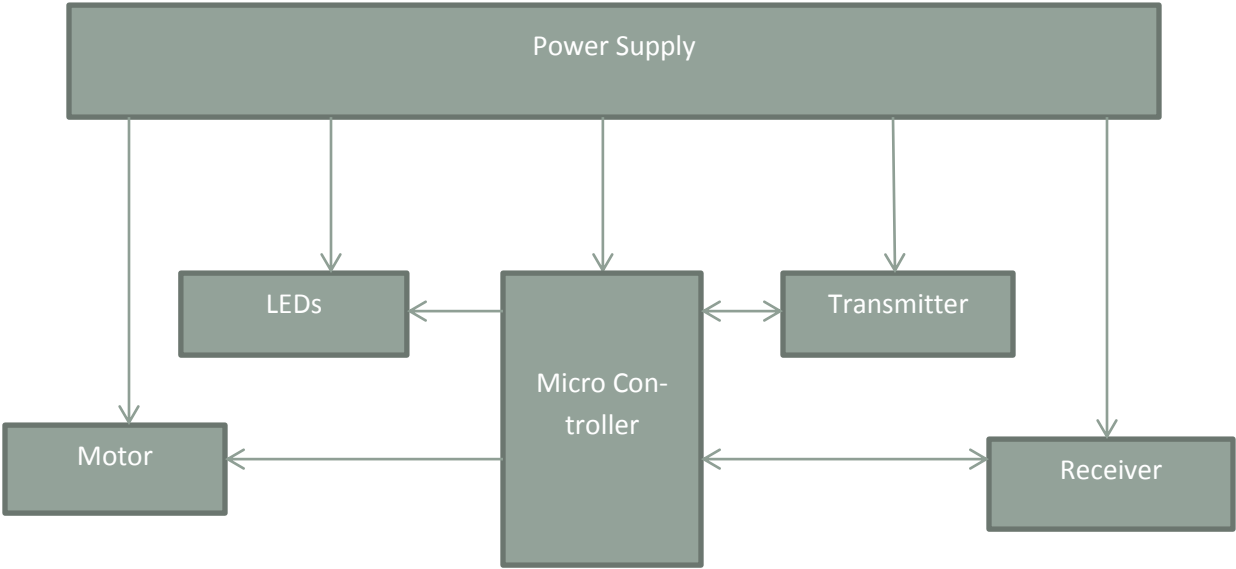 Power Supply
LEDs
Transmitter
Micro Con-
troller
Motor
Receiver